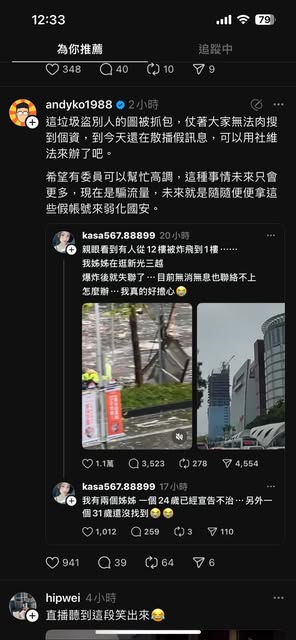 12:33
79
為你推薦
追蹤中
348 40 10 9
andyko1988 2小時
這垃圾盜別人的圖被抓包，仗著大家無法肉搜
到個資，到今天還在散播假訊息，可以用社維
法來辦了吧。
希望有委員可以幫忙高調，這種事情未來只會
更多，現在是騙流量，未來就是隨隨便便拿這
些假帳號來弱化國安。
kasa567.88899 20小時
親眼看到有人從12樓被炸飛到1樓⋯⋯
我姊姊在逛新光三越
爆炸後就失聯了⋯目前無消無息也聯絡不上
怎麼辦⋯我真的好擔心😭
1.1萬 3,523 278 4,554
kasa567.88899 17小時
我有兩個姊姊 一個24歲已經宣告不治⋯另外一
個31歲還沒找到😭😭
1,012 259 3 110
941 39 64 6
hipwei 4小時
直播聽到這段笑出來😂